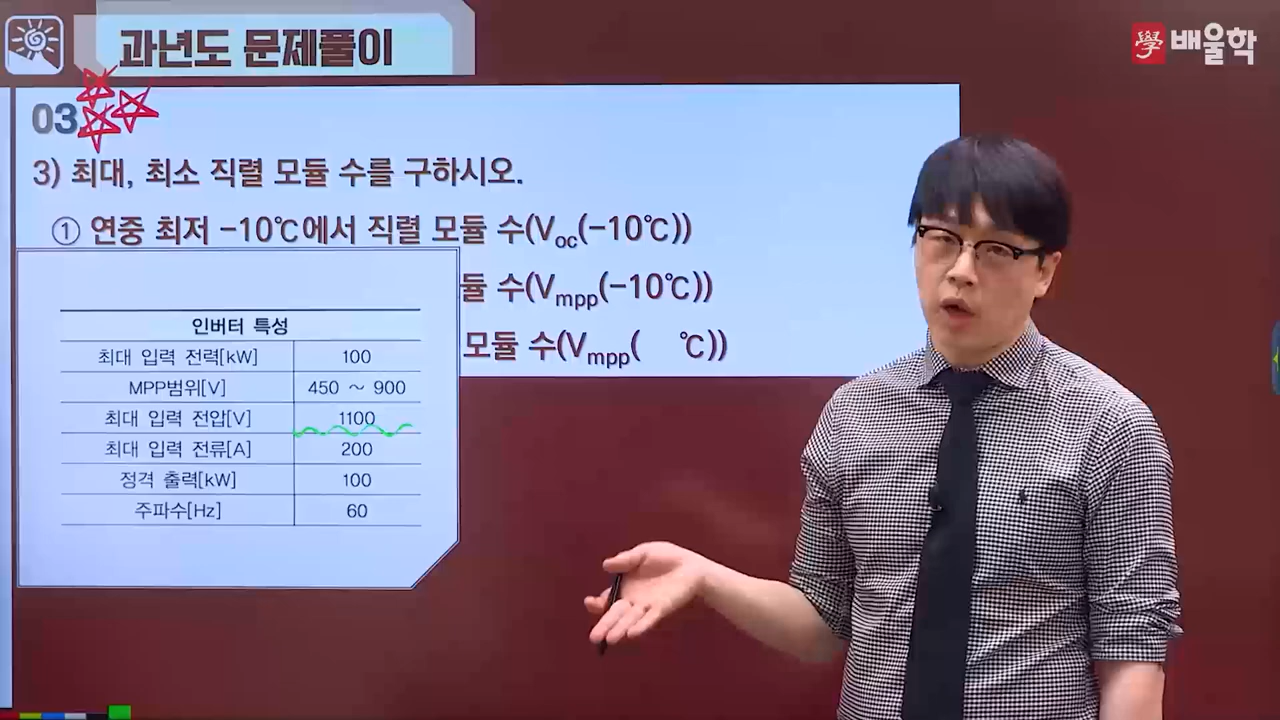 과년도 문제풀이
學 배울학
03
3) 최대, 최소 직렬 모듈 수를 구하시오.
① 연중 최저 -10℃에서 직렬 모듈 수(Voc(-10℃))
듈 수(Vmpp(-10℃))
모듈 수(Vmpp( ℃))
인버터 특성
최대 입력 전력[kW] 100
MPP범위[V] 450 ～ 900
최대 입력 전압[V] 1100
최대 입력 전류[A] 200
정격 출력[kW] 100
주파수[Hz] 60